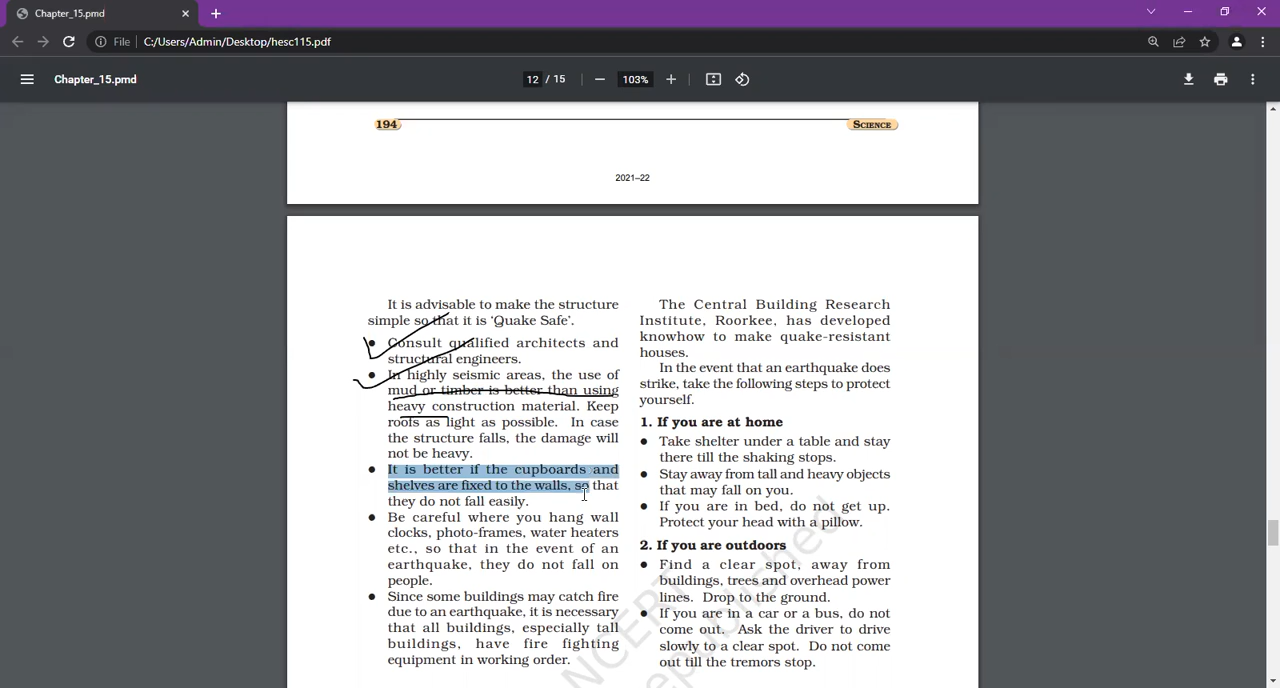 Chapter_15.pmd
File
C:/Users/Admin/Desktop/hesc115.pdf
Chapter_15.pmd
12 / 15
103%
194
SCIENCE
2021–22
It is advisable to make the structure
simple so that it is ‘Quake Safe’.
● Consult qualified architects and
structural engineers.
● In highly seismic areas, the use of
mud or timber is better than using
heavy construction material. Keep
roofs as light as possible. In case
the structure falls, the damage will
not be heavy.
● It is better if the cupboards and
shelves are fixed to the walls, so that
they do not fall easily.
● Be careful where you hang wall
clocks, photo-frames, water heaters
etc., so that in the event of an
earthquake, they do not fall on
people.
● Since some buildings may catch fire
due to an earthquake, it is necessary
that all buildings, especially tall
buildings, have fire fighting
equipment in working order.
The Central Building Research
Institute, Roorkee, has developed
knowhow to make quake-resistant
houses.
In the event that an earthquake does
strike, take the following steps to protect
yourself.
1. If you are at home
● Take shelter under a table and stay
there till the shaking stops.
● Stay away from tall and heavy objects
that may fall on you.
● If you are in bed, do not get up.
Protect your head with a pillow.
2. If you are outdoors
● Find a clear spot, away from
buildings, trees and overhead power
lines. Drop to the ground.
● If you are in a car or a bus, do not
come out. Ask the driver to drive
slowly to a clear spot. Do not come
out till the tremors stop.
NCERT
republished